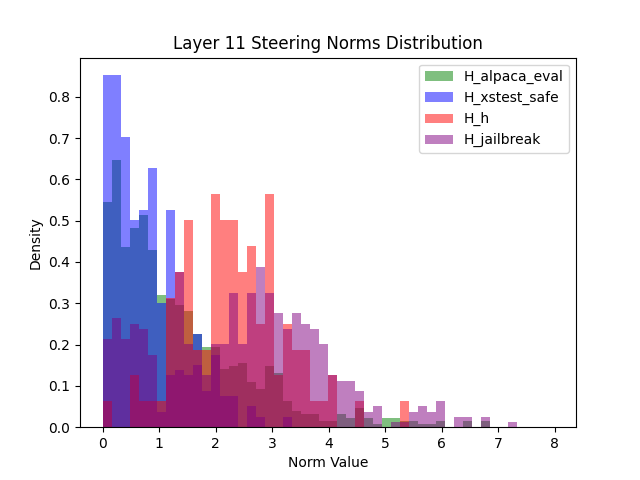 Layer 11 Steering Norms Distribution
H_alpaca_eval
H_xstest_safe
H_h
H_jailbreak
Density
0.8
0.7
0.6
0.5
0.4
0.3
0.2
0.1
0.0
0 1 2 3 4 5 6 7 8
Norm Value